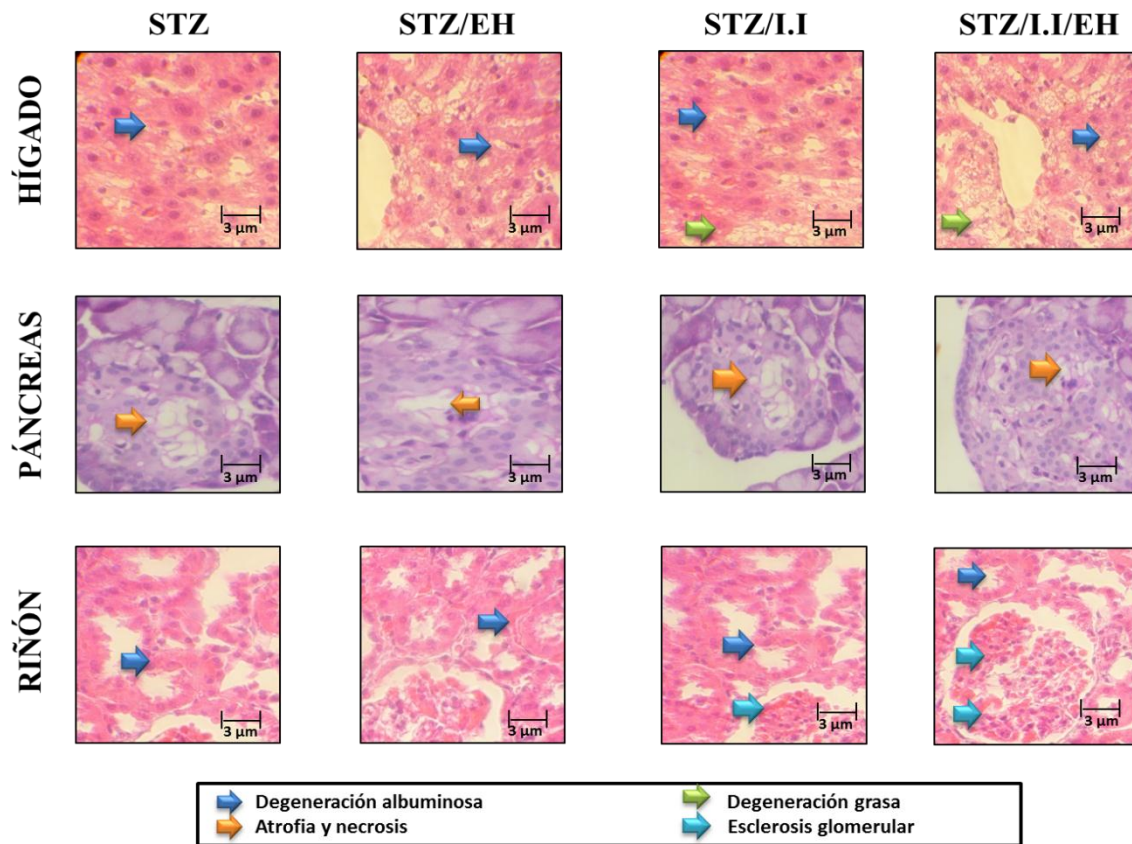 STZ STZ/EH STZ/I.I STZ/I.I/EH
HÍGADO
3 µm 3 µm 3 µm 3 µm
PÁNCREAS
3 µm 3 µm 3 µm 3 µm
RIÑÓN
3 µm 3 µm 3 µm 3 µm
Degeneración albuminosa Degeneración grasa
Atrofia y necrosis Esclerosis glomerular